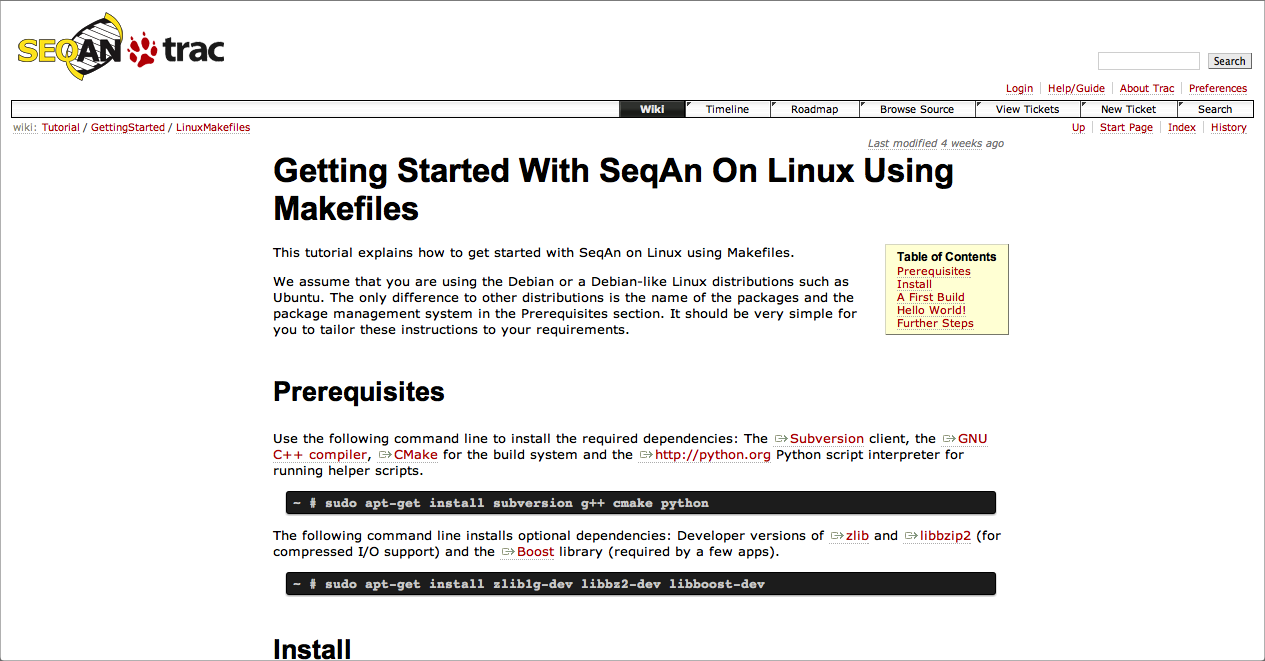 SEQAN trac
Search
Login Help/Guide About Trac Preferences
Wiki Timeline Roadmap Browse Source View Tickets New Ticket Search
wiki: Tutorial / GettingStarted / LinuxMakefiles
Up Start Page Index History
Last modified 4 weeks ago
Getting Started With SeqAn On Linux Using
Makefiles
This tutorial explains how to get started with SeqAn on Linux using Makefiles.
We assume that you are using the Debian or a Debian-like Linux distributions such as
Ubuntu. The only difference to other distributions is the name of the packages and the
package management system in the Prerequisites section. It should be very simple for
you to tailor these instructions to your requirements.
Table of Contents
Prerequisites
Install
A First Build
Hello World!
Further Steps
Prerequisites
Use the following command line to install the required dependencies: The Subversion client, the GNU
C++ compiler, CMake for the build system and the http://python.org Python script interpreter for
running helper scripts.
~ # sudo apt-get install subversion g++ cmake python
The following command line installs optional dependencies: Developer versions of zlib and libbzip2 (for
compressed I/O support) and the Boost library (required by a few apps).
~ # sudo apt-get install zlib1g-dev libbz2-dev libboost-dev
Install